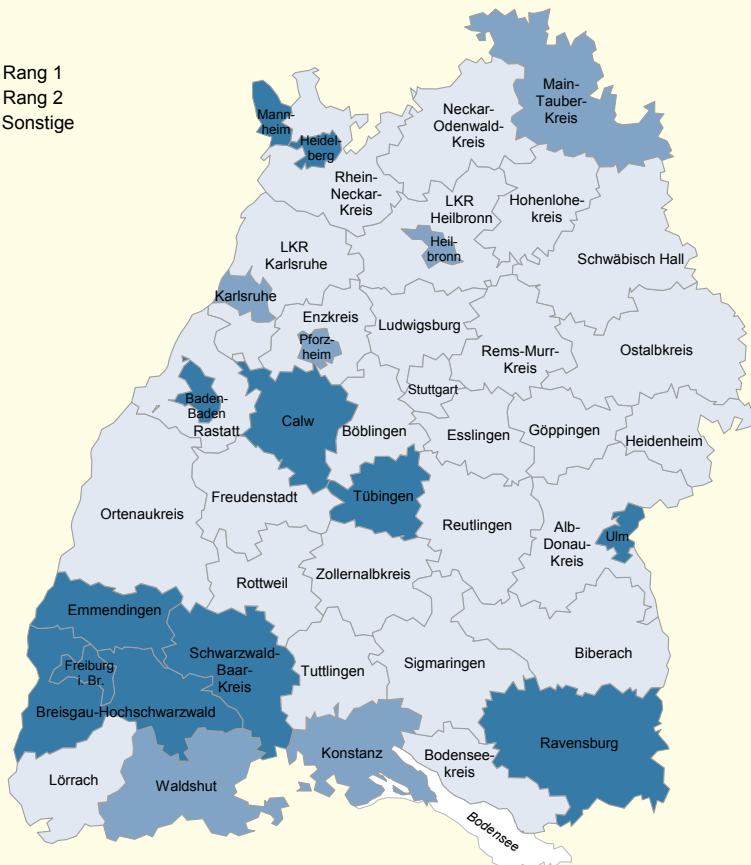 Rang 1
Rang 2
Sonstige
Main-
Tauber-
Kreis
Neckar-
Odenwald-
Kreis
Mann-
heim
Heidel-
berg
Rhein-
Neckar-
Kreis
LKR
Heilbronn
Hohenlohe-
kreis
Heil-
bronn
LKR
Karlsruhe
Schwäbisch Hall
Karlsruhe
Enzkreis
Ludwigsburg
Pforz-
heim
Rems-Murr-
Kreis
Ostalbkreis
Stuttgart
Baden-
Baden
Rastatt
Calw
Böblingen
Esslingen
Göppingen
Heidenheim
Freudenstadt
Tübingen
Ortenaukreis
Reutlingen
Alb-
Donau-
Kreis
Ulm
Rottweil
Zollernalbkreis
Emmendingen
Schwarzwald-
Baar-
Kreis
Freiburg
i. Br.
Tuttlingen
Sigmaringen
Biberach
Breisgau-Hochschwarzwald
Konstanz
Bodensee-
kreis
Ravensburg
Lörrach
Waldshut
Bodensee